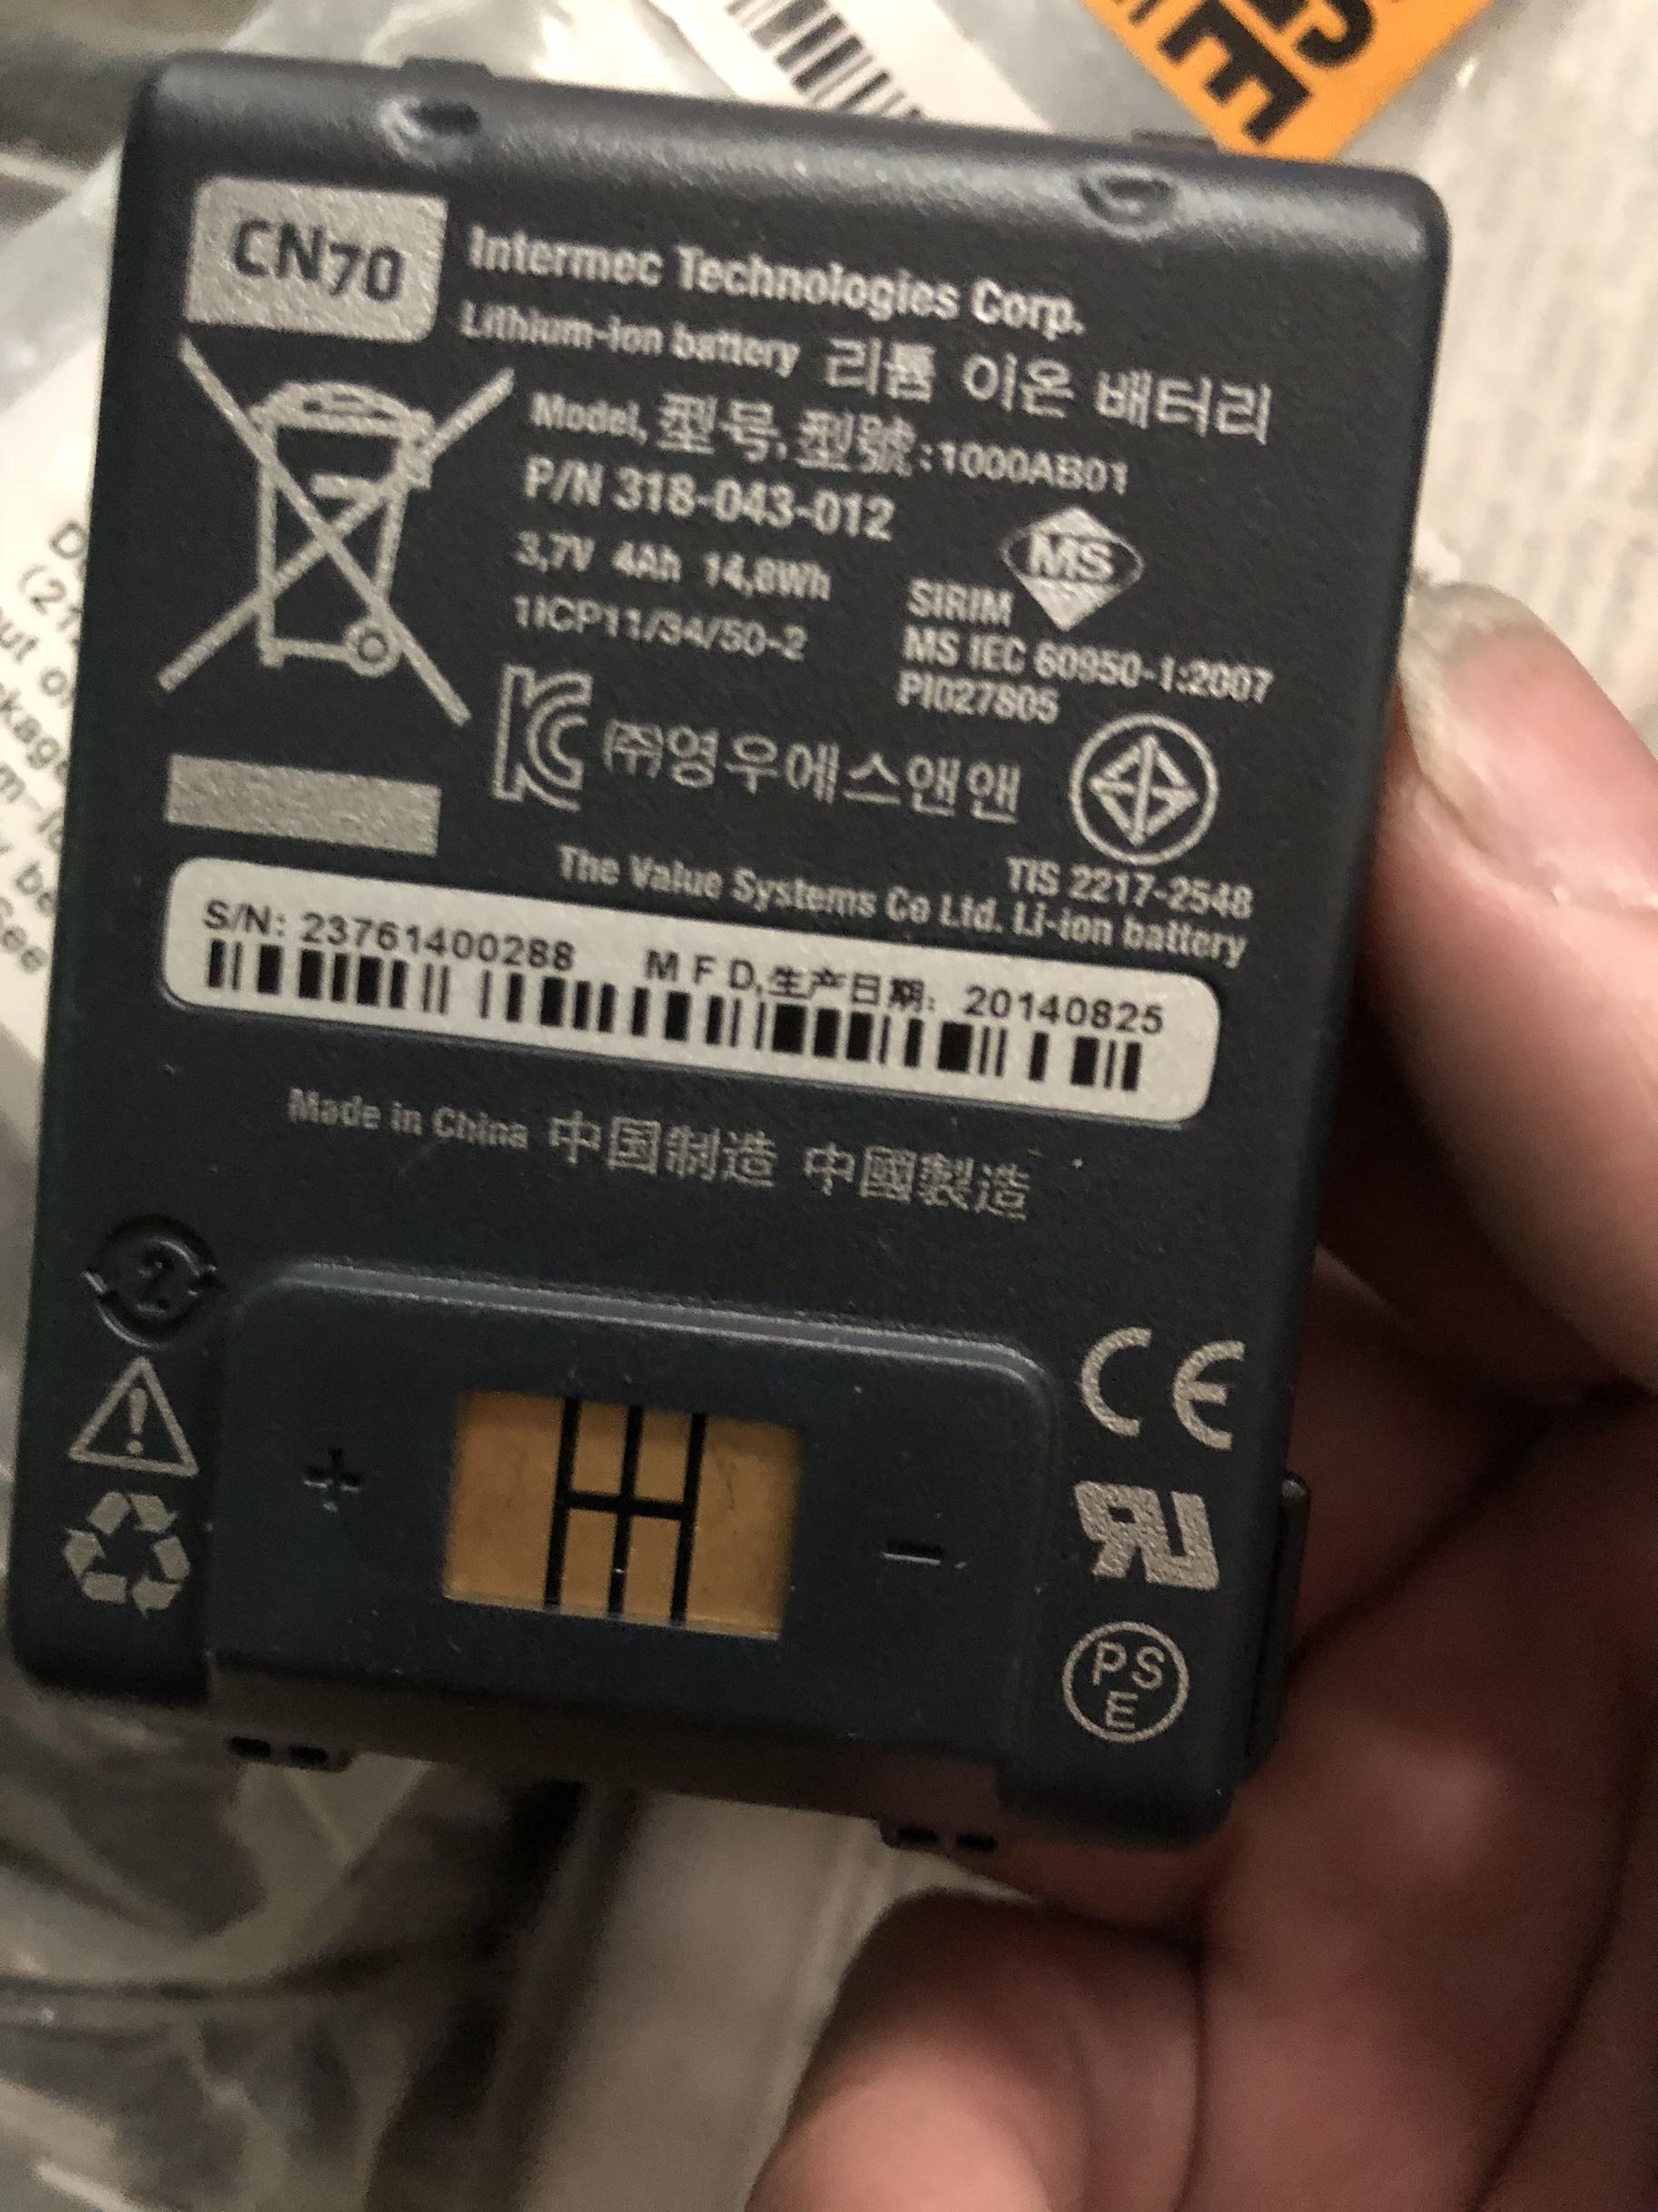 CN70
Intermec Technologies Corp.
Lithium-ion battery 리튬 이온 배터리
Model, 型号, 型號:1000AB01
P/N 318-043-012
3,7V 4Ah 14,8Wh
1ICP11/34/50-2
MS
SIRIM
MS IEC 60950-1:2007
PI027805
㈜영우에스앤앤
TIS 2217-2548
The Value Systems Co Ltd. Li-ion battery
S/N: 23761400288 MFD,生产日期: 20140825
Made in China 中国制造 中國製造
2
+
-
CE
PS
E